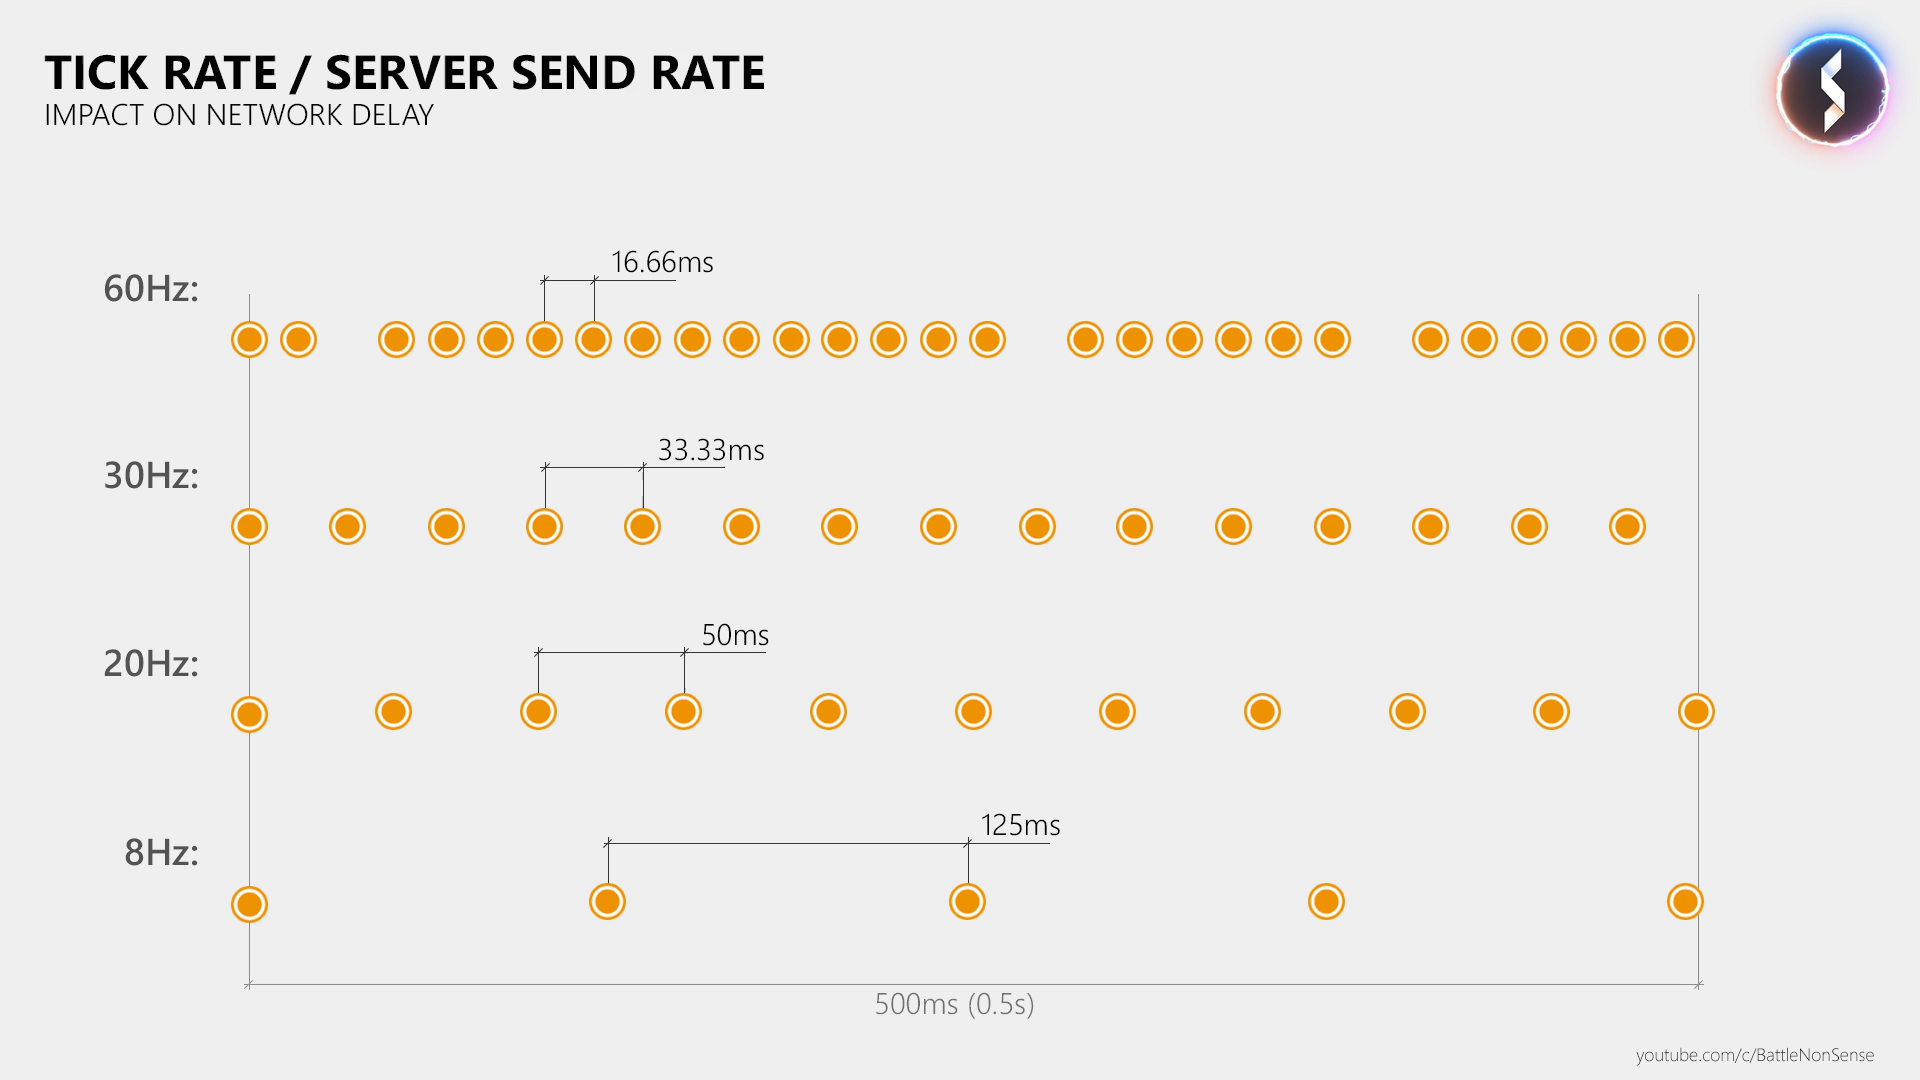 TICK RATE / SERVER SEND RATE
IMPACT ON NETWORK DELAY
16.66ms
60Hz:
33.33ms
30Hz:
50ms
20Hz:
125ms
8Hz:
500ms (0.5s)
youtube.com/c/BattleNonSense